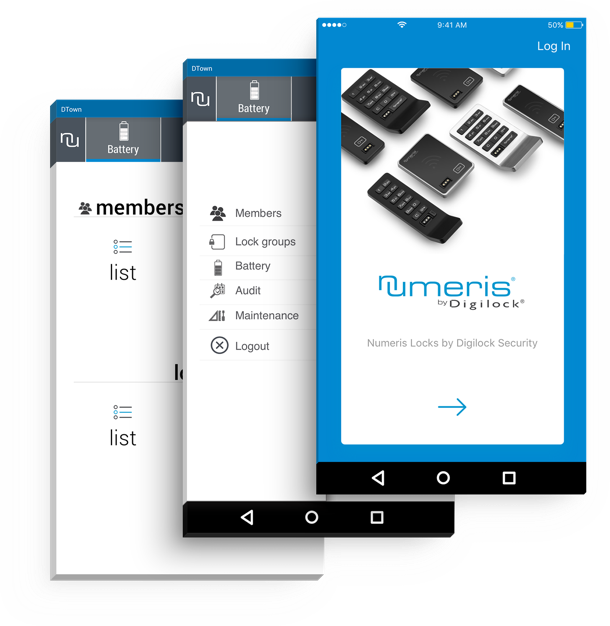 9:41 AM
50%
Log In
numeris®
by Digilock®
Numeris Locks by Digilock Security
DTown
Battery
Members
Lock groups
Battery
Audit
Maintenance
Logout
DTown
Battery
members
list
list